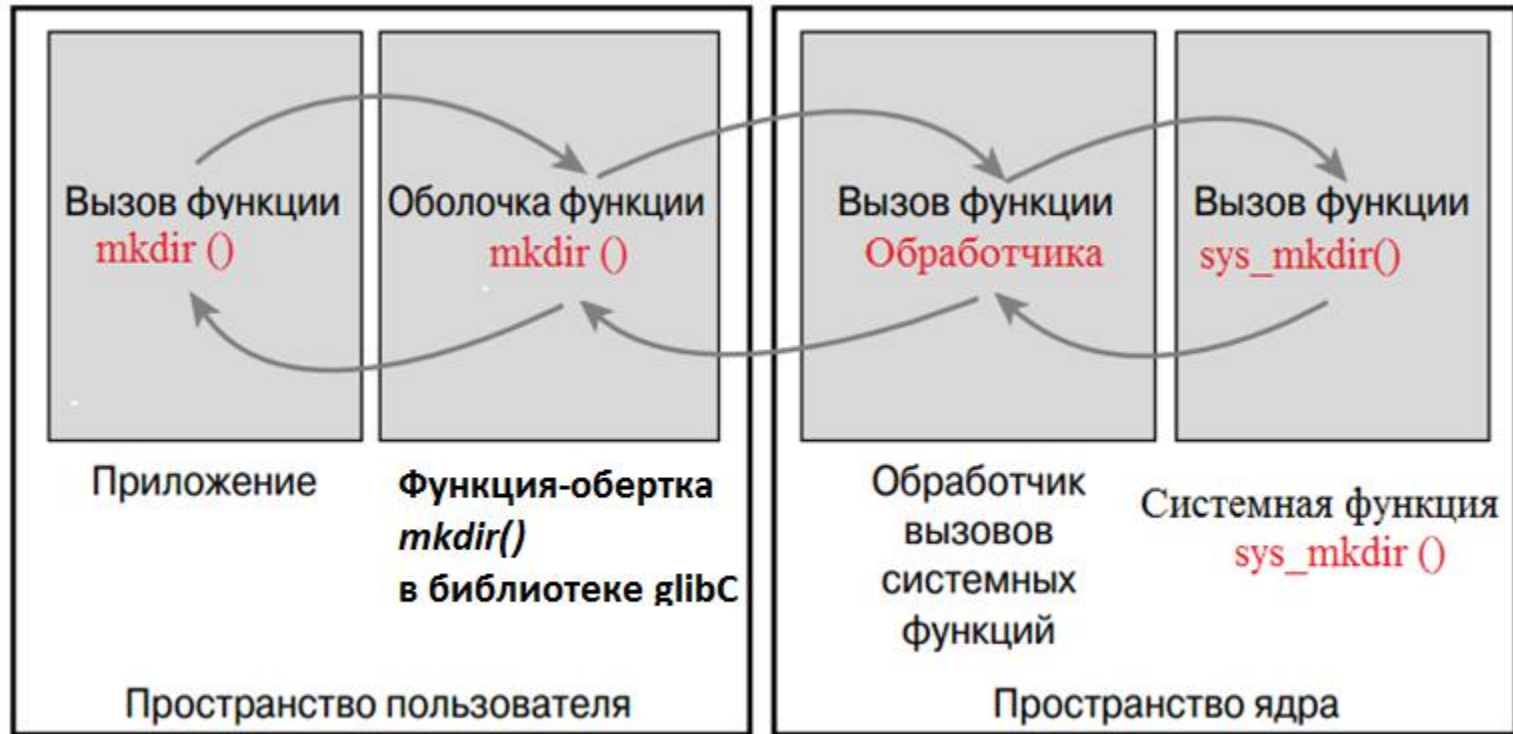 Вызов функции
mkdir ()
Оболочка функции
mkdir ()
Вызов функции
Обработчика
Вызов функции
sys_mkdir()
Приложение
Функция-обертка
mkdir()
в библиотеке glibC
Обработчик
вызовов
системных
функций
Системная функция
sys_mkdir ()
Пространство пользователя
Пространство ядра